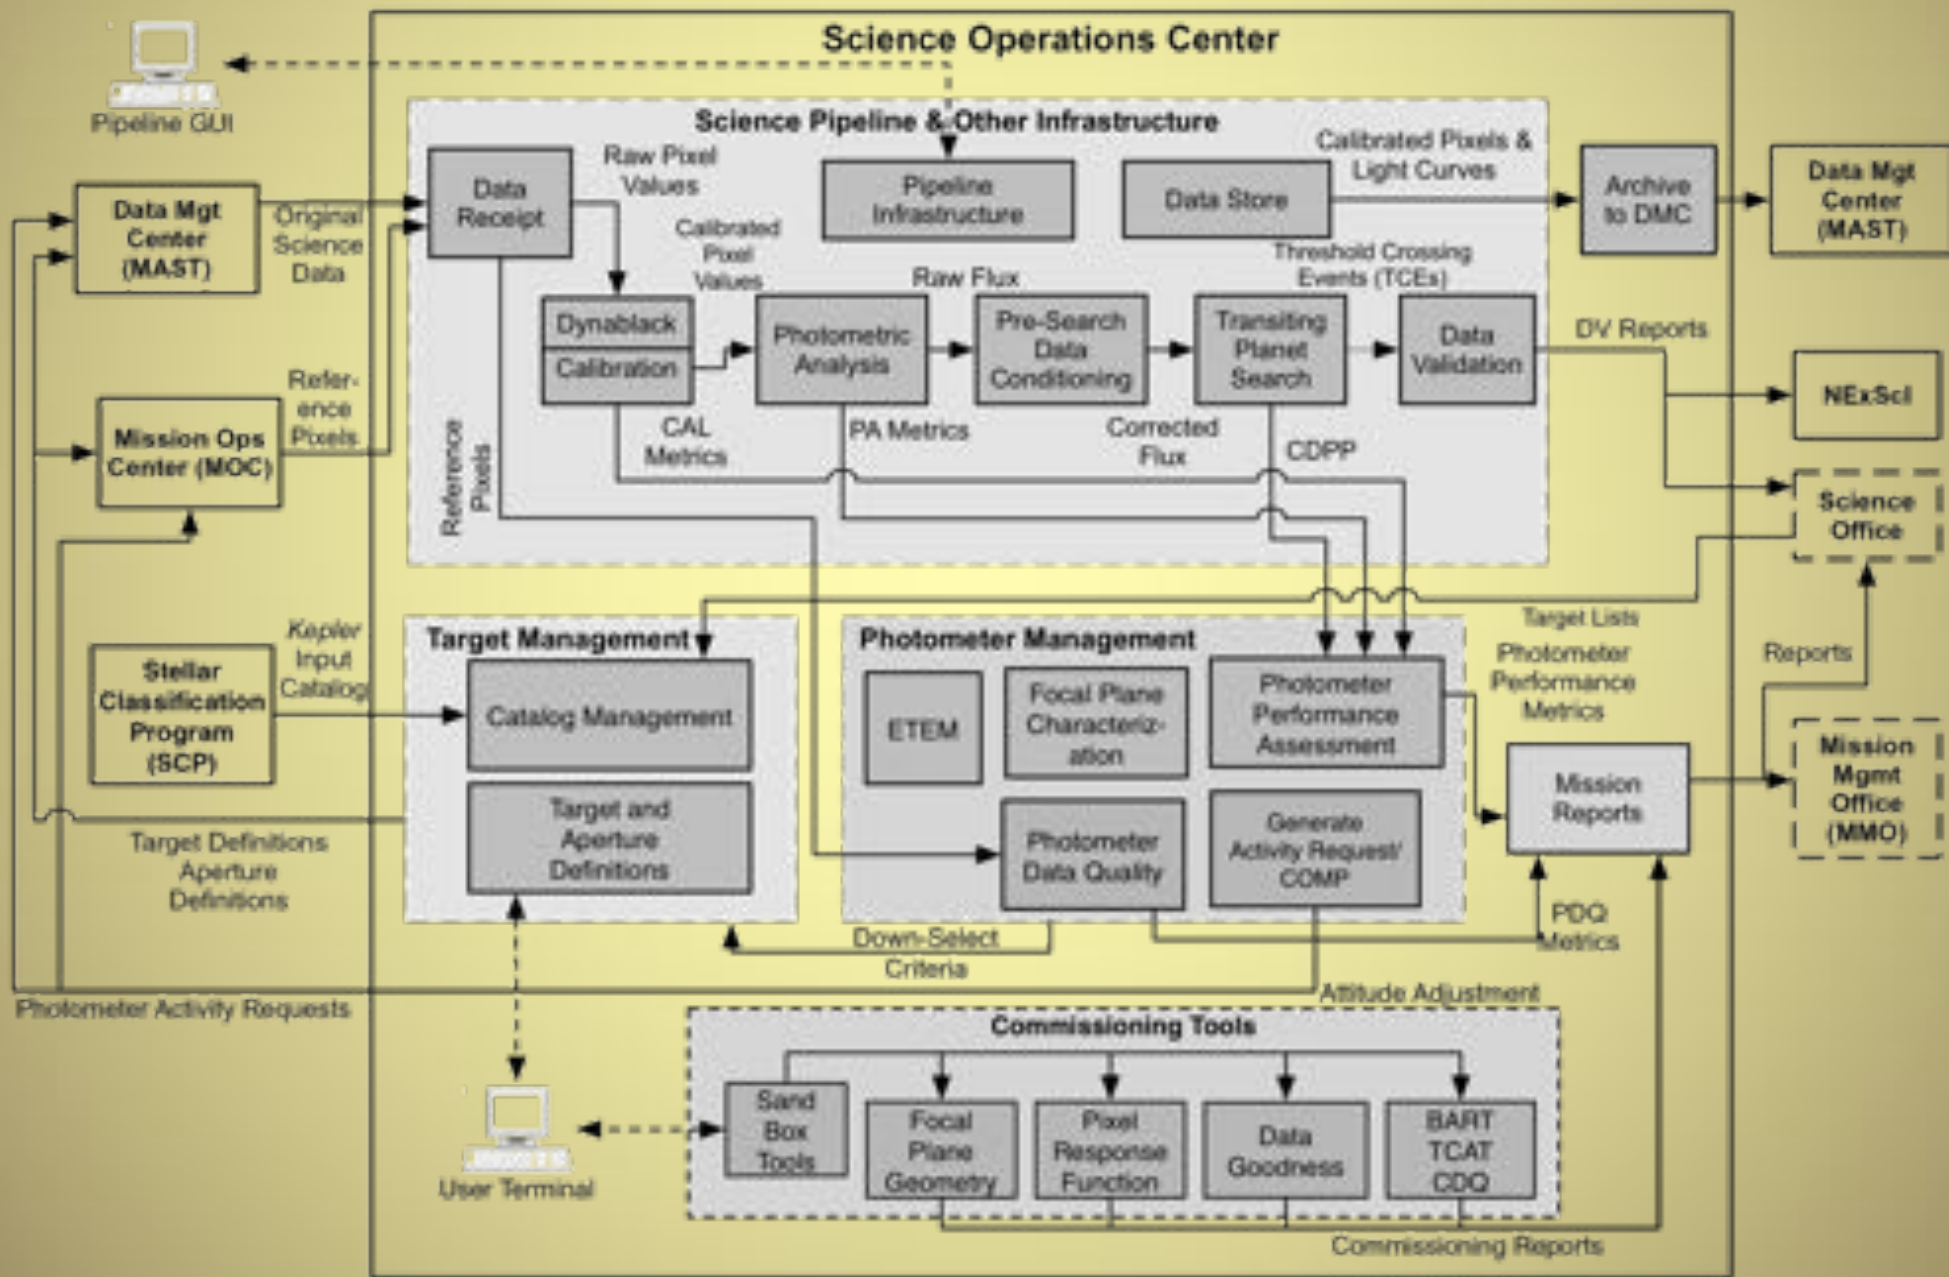 Science Operations Center
Pipeline GUI
Science Pipeline & Other Infrastructure
Data
Receipt
Raw Pixel
Values
Pipeline
Infrastructure
Data Store
Calibrated Pixels &
Light Curves
Archive
to DMC
Data Mgt
Center
(MAST)
Data Mgt
Center
(MAST)
Original
Science
Data
Calibrated
Pixel
Values
Raw Flux
Threshold Crossing
Events (TCEs)
Dynablack
Calibration
Photometric
Analysis
Pre-Search
Data
Conditioning
Transiting
Planet
Search
Data
Validation
DV Reports
NExScI
Refer-
ence
Pixels
Mission Ops
Center (MOC)
Reference
Pixels
CAL
Metrics
PA Metrics
Corrected
Flux
CDPP
Science
Office
Target Lists
Kepler
Input
Catalog
Stellar
Classification
Program
(SCP)
Target Management
Catalog Management
Target and
Aperture
Definitions
Photometer Management
ETEM
Focal Plane
Characteriz-
ation
Photometer
Performance
Assessment
Photometer
Data Quality
Generate
Activity Request/
COMP
Photometer
Performance
Metrics
Reports
Mission
Reports
Mission
Mgmt
Office
(MMO)
Target Definitions
Aperture
Definitions
Down-Select
Criteria
PDQ
Metrics
Photometer Activity Requests
Attitude Adjustment
Commissioning Tools
Sand
Box
Tools
Focal
Plane
Geometry
Pixel
Response
Function
Data
Goodness
BART
TCAT
CDQ
User Terminal
Commissioning Reports